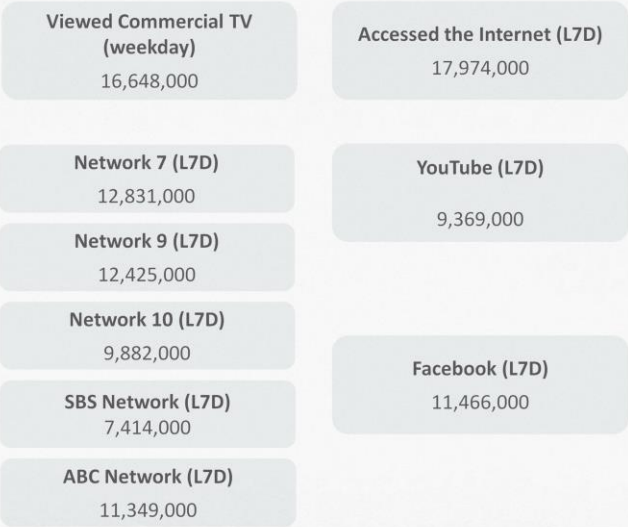 Viewed Commercial TV
(weekday)
16,648,000
Accessed the Internet (L7D)
17,974,000
Network 7 (L7D)
12,831,000
YouTube (L7D)
9,369,000
Network 9 (L7D)
12,425,000
Network 10 (L7D)
9,882,000
Facebook (L7D)
11,466,000
SBS Network (L7D)
7,414,000
ABC Network (L7D)
11,349,000